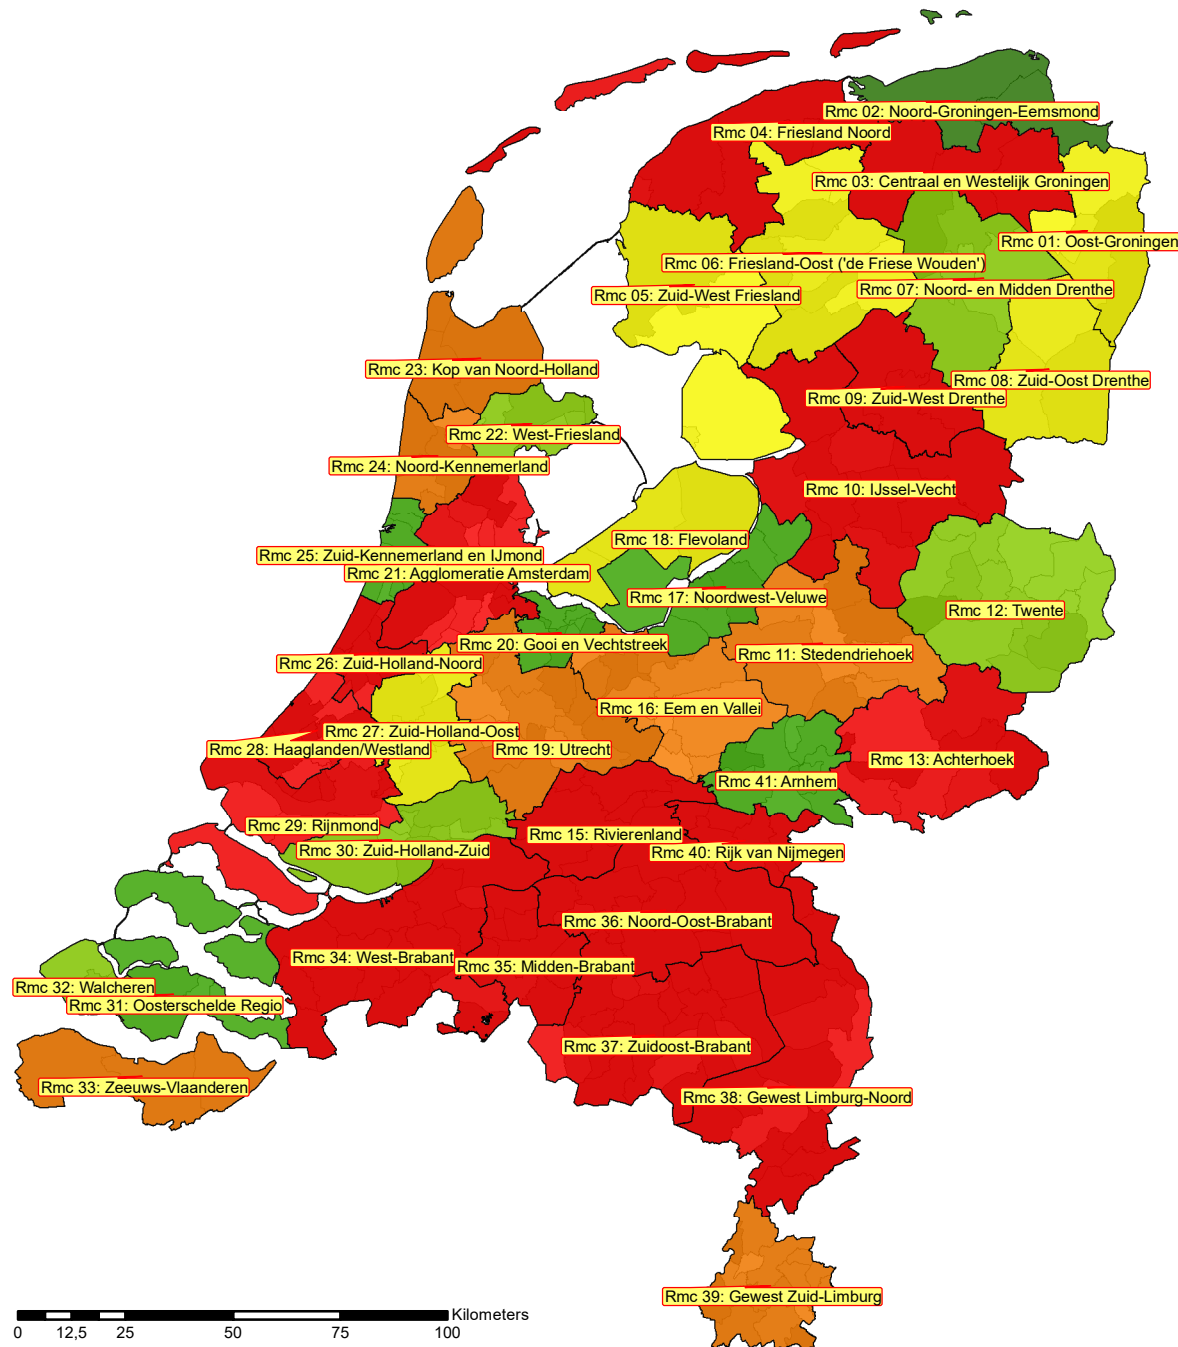 Rmc 02: Noord-Groningen-Eemsmond
Rmc 04: Friesland Noord
Rmc 03: Centraal en Westelijk Groningen
Rmc 01: Oost-Groningen
Rmc 06: Friesland-Oost ('de Friese Wouden')
Rmc 07: Noord- en Midden Drenthe
Rmc 05: Zuid-West Friesland
Rmc 23: Kop van Noord-Holland
Rmc 08: Zuid-Oost Drenthe
Rmc 09: Zuid-West Drenthe
Rmc 22: West-Friesland
Rmc 24: Noord-Kennemerland
Rmc 10: IJssel-Vecht
Rmc 18: Flevoland
Rmc 25: Zuid-Kennemerland en IJmond
Rmc 21: Agglomeratie Amsterdam
Rmc 17: Noordwest-Veluwe
Rmc 12: Twente
Rmc 20: Gooi en Vechtstreek
Rmc 11: Stedendriehoek
Rmc 26: Zuid-Holland-Noord
Rmc 16: Eem en Vallei
Rmc 27: Zuid-Holland-Oost
Rmc 28: Haaglanden/Westland
Rmc 19: Utrecht
Rmc 13: Achterhoek
Rmc 41: Arnhem
Rmc 29: Rijnmond
Rmc 15: Rivierenland
Rmc 30: Zuid-Holland-Zuid
Rmc 40: Rijk van Nijmegen
Rmc 36: Noord-Oost-Brabant
Rmc 34: West-Brabant
Rmc 35: Midden-Brabant
Rmc 32: Walcheren
Rmc 31: Oosterschelde Regio
Rmc 37: Zuidoost-Brabant
Rmc 33: Zeeuws-Vlaanderen
Rmc 38: Gewest Limburg-Noord
Rmc 39: Gewest Zuid-Limburg
Kilometers
0 12,5 25 50 75 100